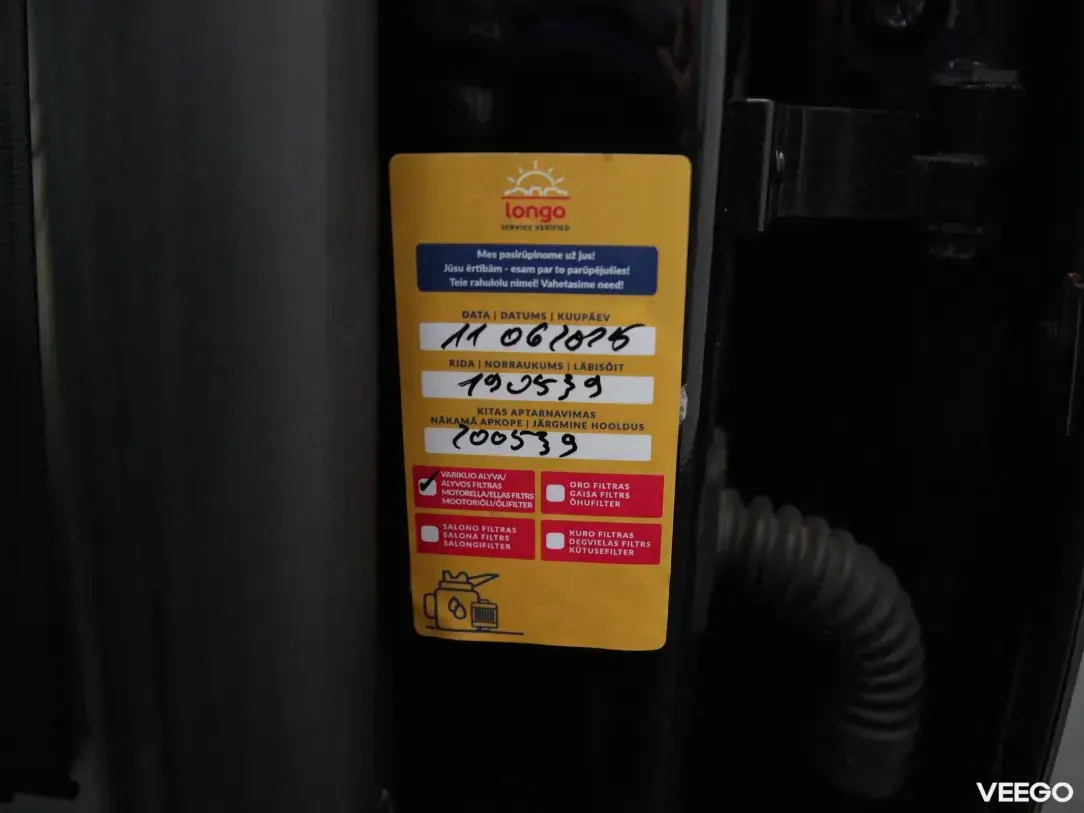 longo
SERVICE VERIFIED
Mes pasirūpinome už jus!
Jūsu ērtībām - esam par to parūpējušies!
Teie rahulolu nimel! Vahetasime need!
DATA | DATUMS | KUUPÄEV
11 06 2025
RIDA | NOBRAUKUMS | LÄBISÕIT
190539
KITAS APTARNAVIMAS
NĀKAMĀ APKOPE | JÄRGMINE HOOLDUS
200539
VARIKLIO ALYVA/
ALYVOS FILTRAS
MOTOREĻĻA/EĻĻAS FILTRS
MOOTORIÕLI/ÕLIFILTER
ORO FILTRAS
GAISA FILTRS
ÕHUFILTER
SALONO FILTRAS
SALONA FILTRS
SALONGIFILTER
KURO FILTRAS
DEGVIELAS FILTRS
KÜTUSEFILTER
VEEGO